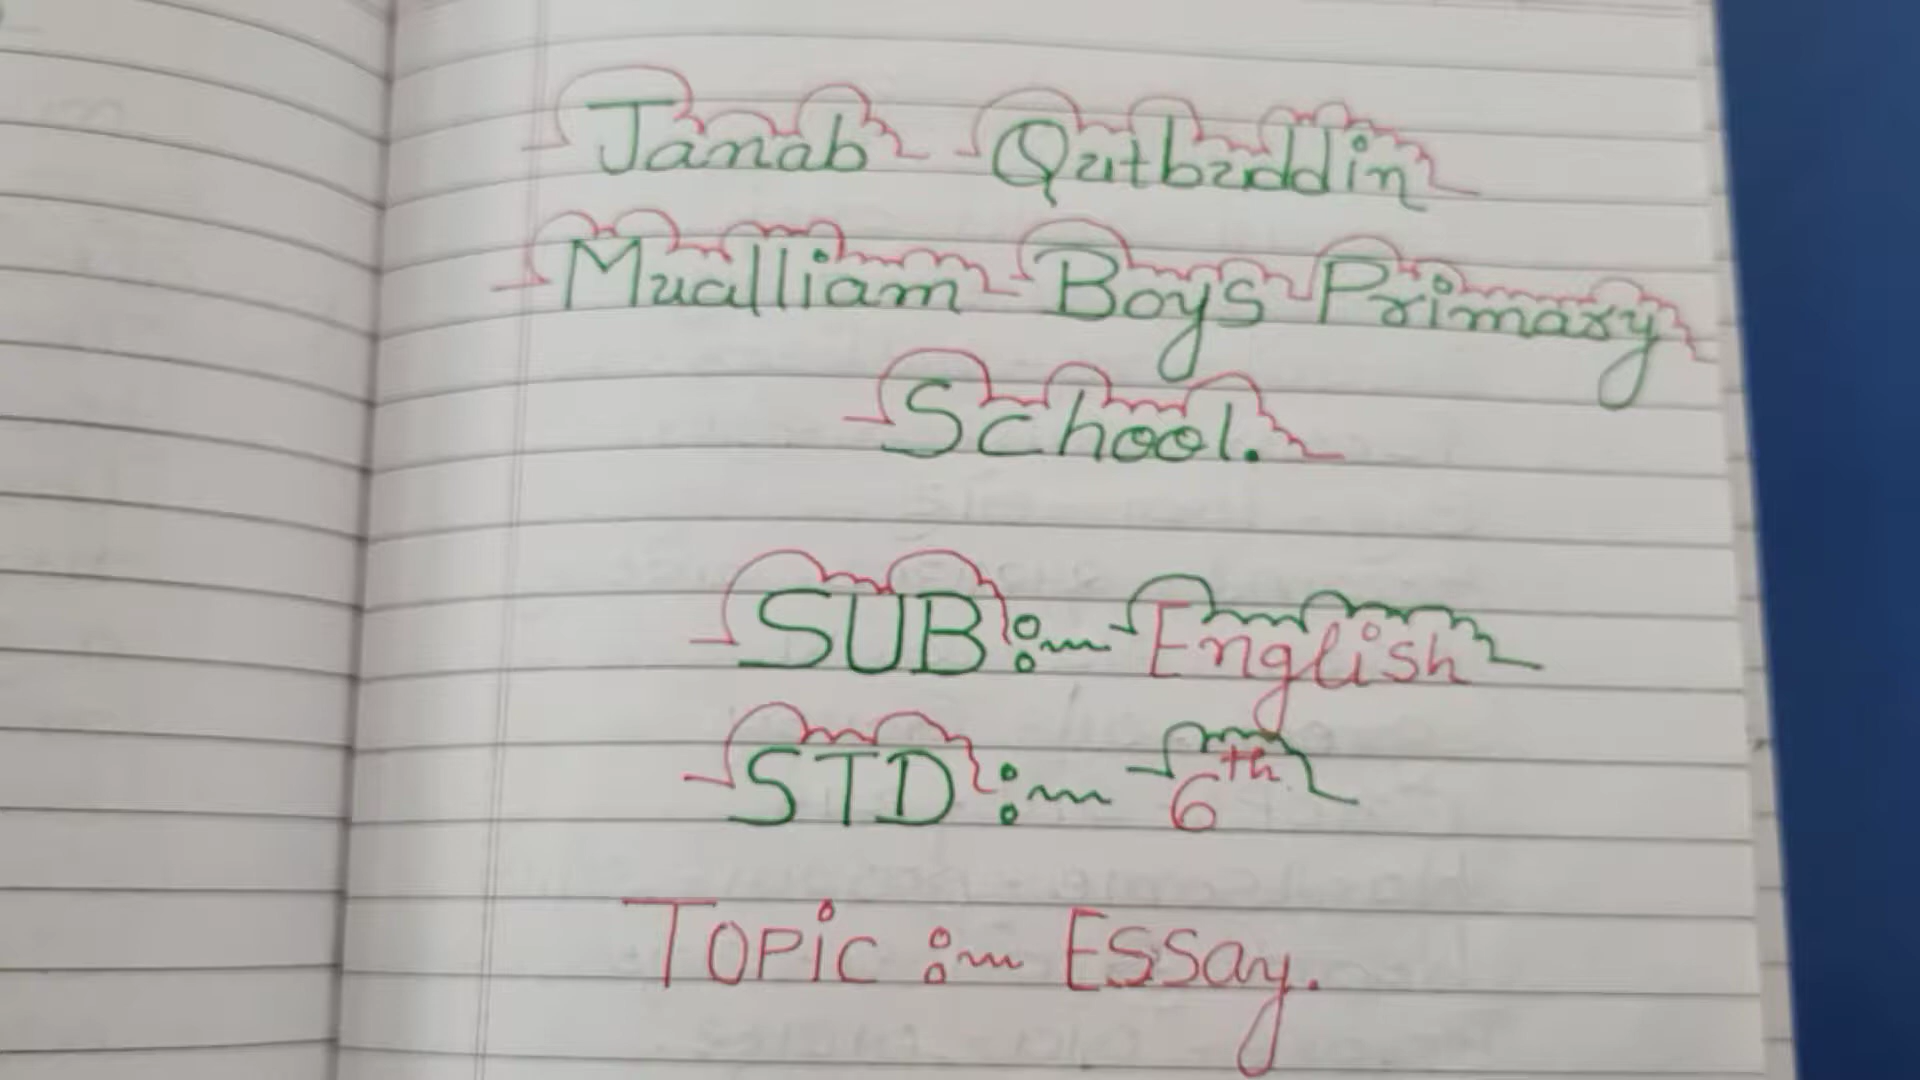 Janab Qutbuddin
Mualliam Boys Primary
School.
SUB :~ English
STD :~ 6th
Topic :~ Essay.